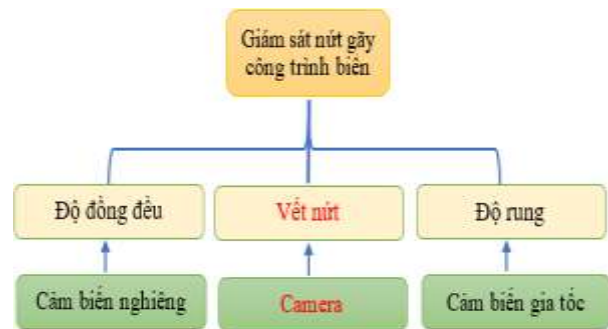 Giám sát nứt gãy
công trình biên
Độ đồng đều
Vết nứt
Độ rung
Cảm biến nghiêng
Camera
Cảm biến gia tốc